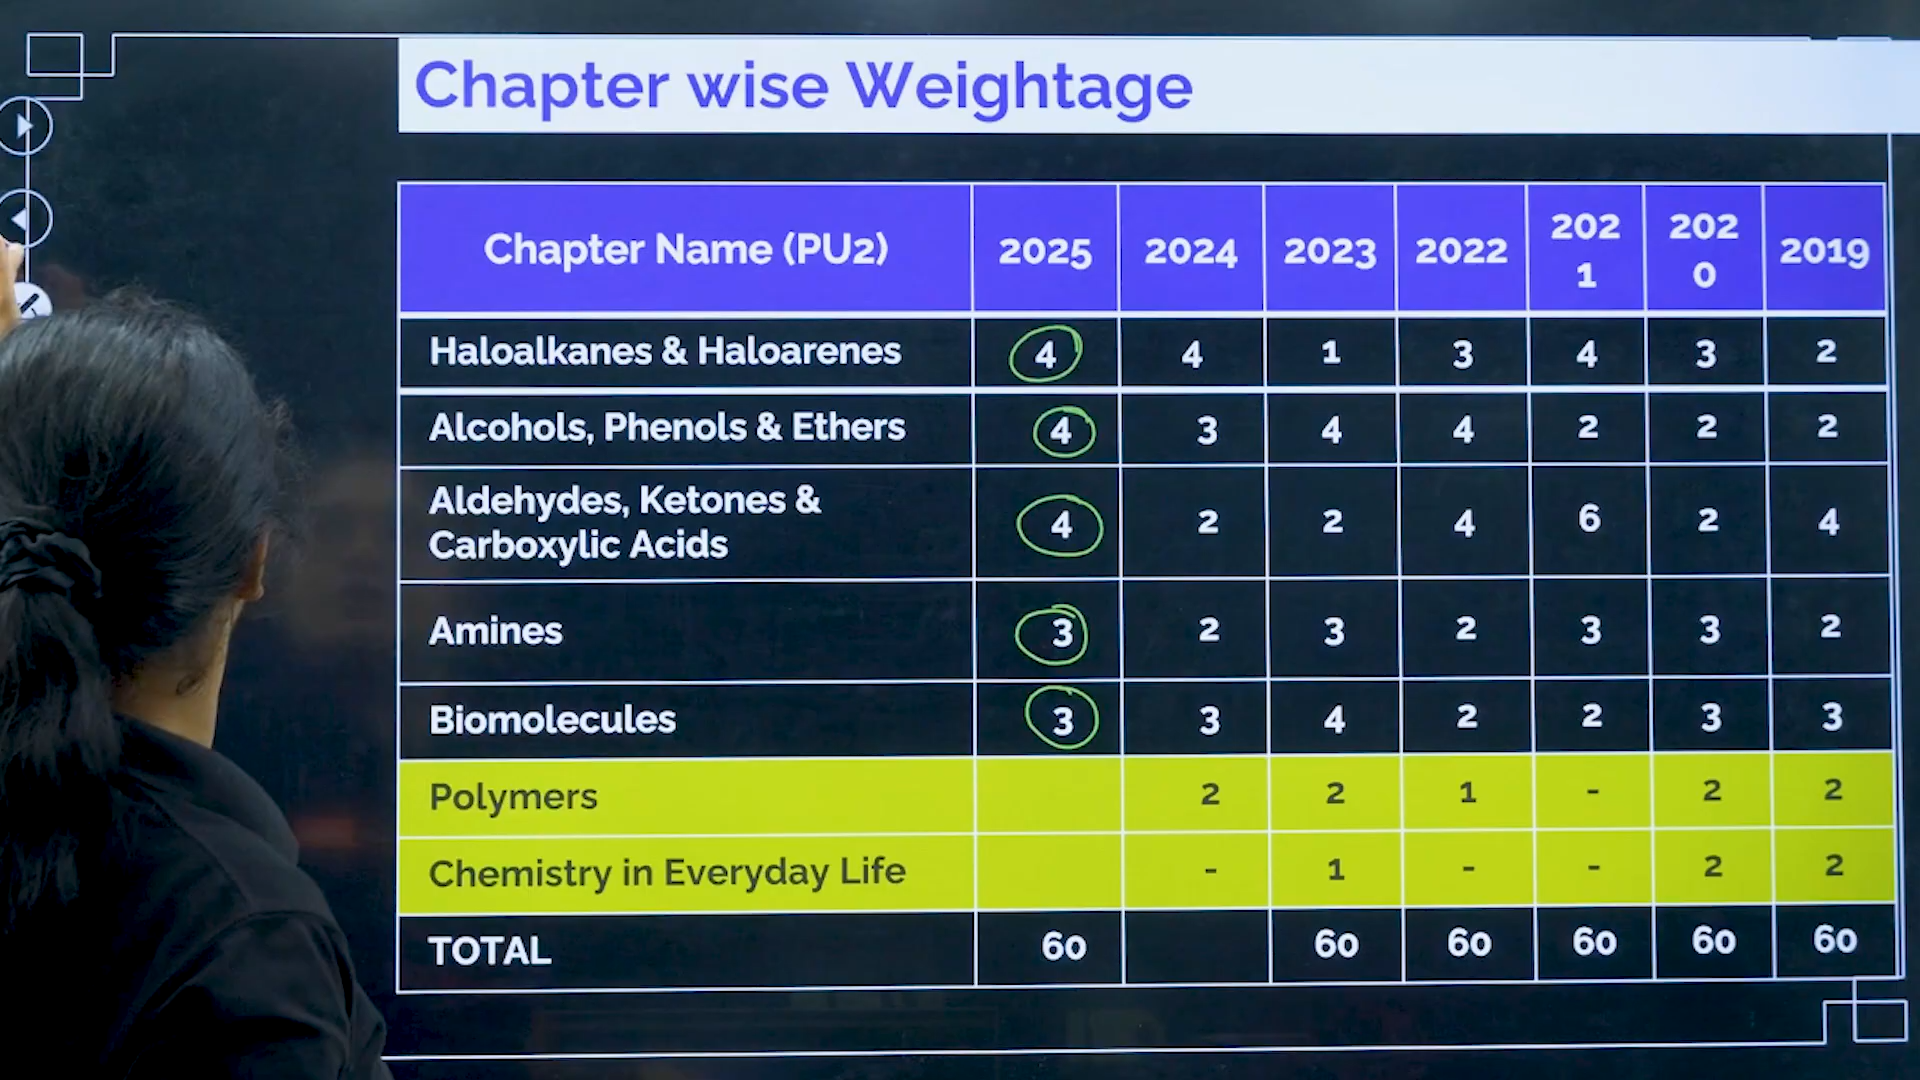 Chapter wise Weightage
Chapter Name (PU2) 2025 2024 2023 2022 202 202 2019
1 0
Haloalkanes & Haloarenes 4 4 1 3 4 3 2
Alcohols, Phenols & Ethers 4 3 4 4 2 2 2
Aldehydes, Ketones &
Carboxylic Acids 4 2 2 4 6 2 4
Amines 3 2 3 2 3 3 2
Biomolecules 3 3 4 2 2 3 3
Polymers 2 2 1 - 2 2
Chemistry in Everyday Life - 1 - - 2 2
TOTAL 60 60 60 60 60 60